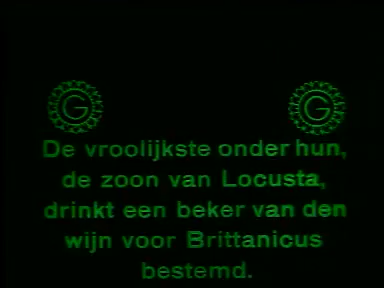 G G
De vroolijkste onder hun,
de zoon van Locusta,
drinkt een beker van den
wijn voor Brittanicus
bestemd.